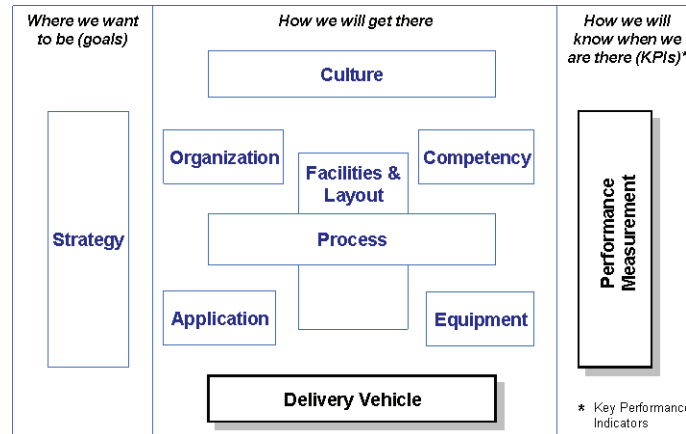 Where we want
to be (goals)
How we will get there
How we will
know when we
are there (KPIs)*
Culture
Organization
Competency
Facilities &
Layout
Strategy
Process
Performance
Measurement
Application
Equipment
Delivery Vehicle
* Key Performance
Indicators